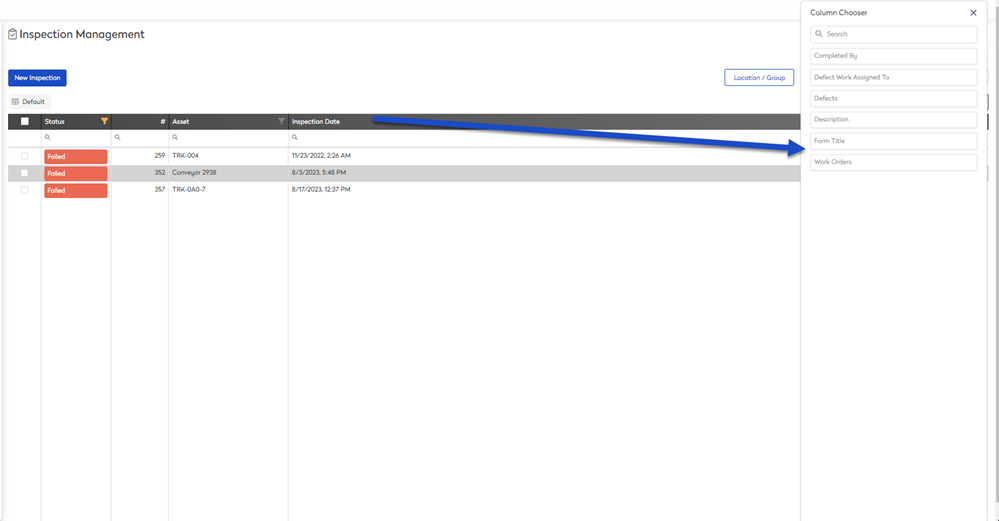 Column Chooser
Search
Completed By
Defect Work Assigned To
Defects
Description
Form Title
Work Orders
Inspection Management
New Inspection
Location / Group
Default
Status # Asset Inspection Date
Failed 259 TRK-004 11/23/2022, 2:26 AM
Failed 352 Conveyor 2938 8/3/2023, 5:48 PM
Failed 357 TRK-0A0-7 8/17/2023, 12:37 PM